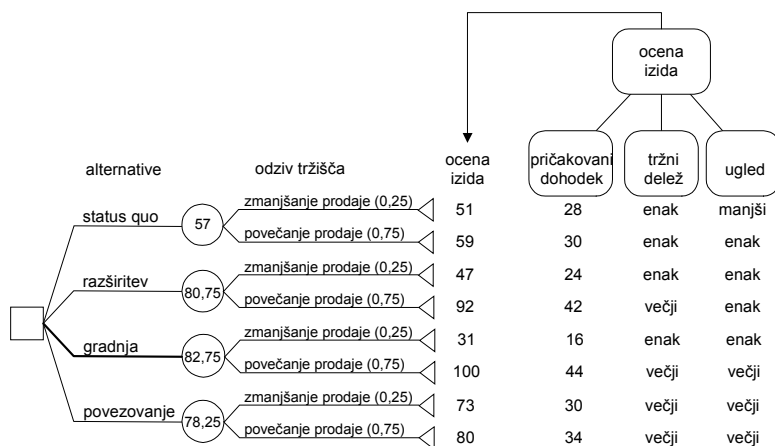 ocena
izida
alternative
odziv tržišča
ocena
izida
pričakovani
dohodek
tržni
delež
ugled
status quo
57
zmanjšanje prodaje (0,25)
51
28
enak
manjši
povečanje prodaje (0,75)
59
30
enak
enak
razširitev
80,75
zmanjšanje prodaje (0,25)
47
24
enak
enak
povečanje prodaje (0,75)
92
42
večji
enak
gradnja
82,75
zmanjšanje prodaje (0,25)
31
16
enak
enak
povečanje prodaje (0,75)
100
44
večji
večji
povezovanje
78,25
zmanjšanje prodaje (0,25)
73
30
večji
večji
povečanje prodaje (0,75)
80
34
večji
večji